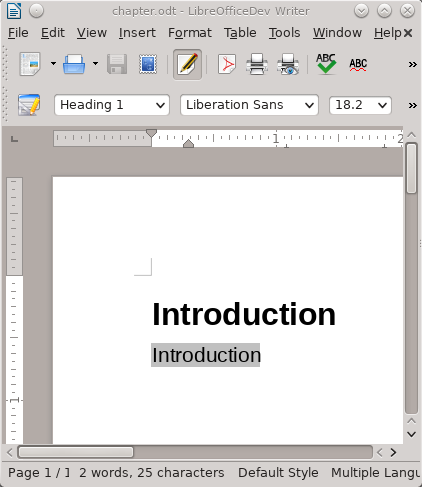 chapter.odt - LibreOfficeDev Writer
File Edit View Insert Format Table Tools Window Help
ABC ABC
Heading 1 Liberation Sans 18.2
1 2
Introduction
Introduction
1
Page 1 / 1 2 words, 25 characters Default Style Multiple Langu